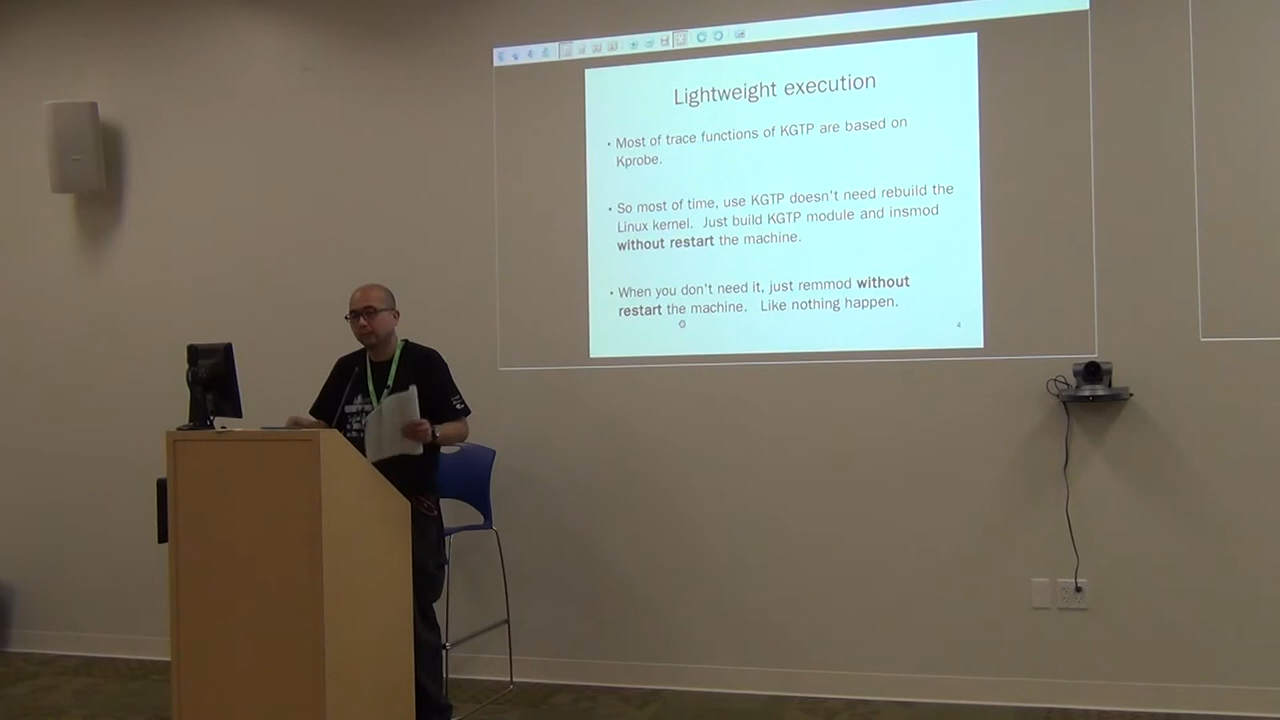 Lightweight execution
• Most of trace functions of KGTP are based on
Kprobe.
• So most of time, use KGTP doesn't need rebuild the
Linux kernel. Just build KGTP module and insmod
without restart the machine.
• When you don't need it, just remmod without
restart the machine. Like nothing happen.
4